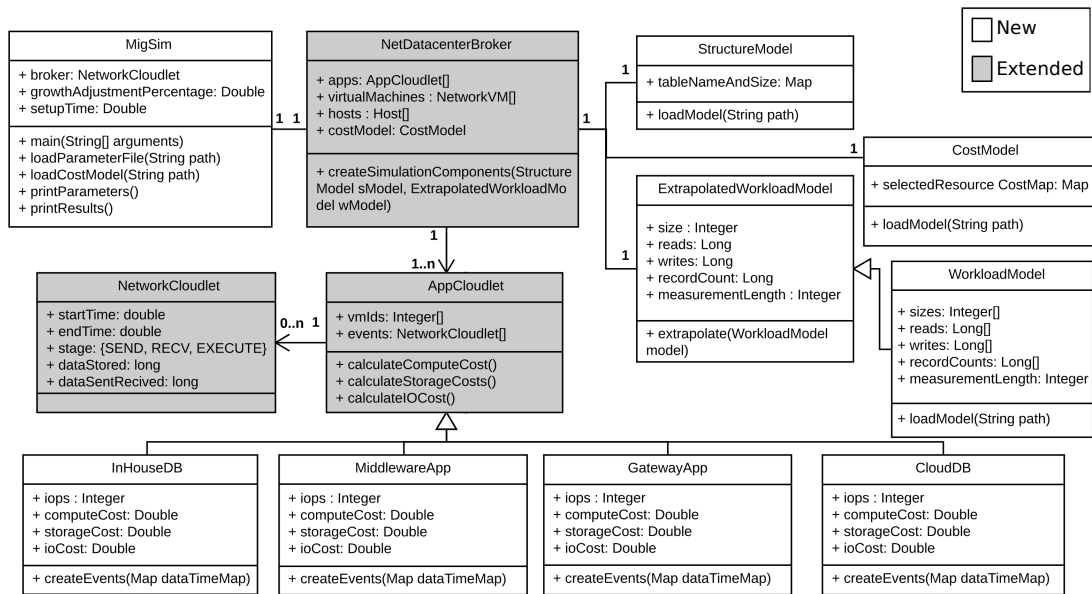 New
Extended
MigSim
+ broker: NetworkCloudlet
+ growthAdjustmentPercentage: Double
+ setupTime: Double
+ main(String[] arguments)
+ loadParameterFile(String path)
+ loadCostModel(String path)
+ printParameters()
+ printResults()
1
1
NetDatacenterBroker
+ apps: AppCloudlet[]
+ virtualMachines : NetworkVM[]
+ hosts : Host[]
+ costModel: CostModel
+ createSimulationComponents(Structure
Model sModel, ExtrapolatedWorkloadMo
del wModel)
1
1
StructureModel
+ tableNameAndSize: Map
+ loadModel(String path)
1
CostModel
+ selectedResource CostMap: Map
+ loadModel(String path)
1
ExtrapolatedWorkloadModel
+ size : Integer
+ reads: Long
+ writes: Long
+ recordCount: Long
+ measurementLength : Integer
+ extrapolate(WorkloadModel
model)
WorkloadModel
+ sizes: Integer[]
+ reads: Long[]
+ writes: Long[]
+ recordCounts: Long[]
+ measurementLength: Integer
+ loadModel(String path)
1
1..n
NetworkCloudlet
+ startTime: double
+ endTime: double
+ stage: {SEND, RECV, EXECUTE}
+ dataStored: long
+ dataSentRecived: long
0..n
1
AppCloudlet
+ vmIds: Integer[]
+ events: NetworkCloudlet[]
+ calculateComputeCost()
+ calculateStorageCosts()
+ calculateIOCost()
InHouseDB
+ iops : Integer
+ computeCost: Double
+ storageCost: Double
+ ioCost: Double
+ createEvents(Map dataTimeMap)
MiddlewareApp
+ iops : Integer
+ computeCost: Double
+ storageCost: Double
+ ioCost: Double
+ createEvents(Map dataTimeMap)
GatewayApp
+ iops : Integer
+ computeCost: Double
+ storageCost: Double
+ ioCost: Double
+ createEvents(Map dataTimeMap)
CloudDB
+ iops : Integer
+ computeCost: Double
+ storageCost: Double
+ ioCost: Double
+ createEvents(Map dataTimeMap)